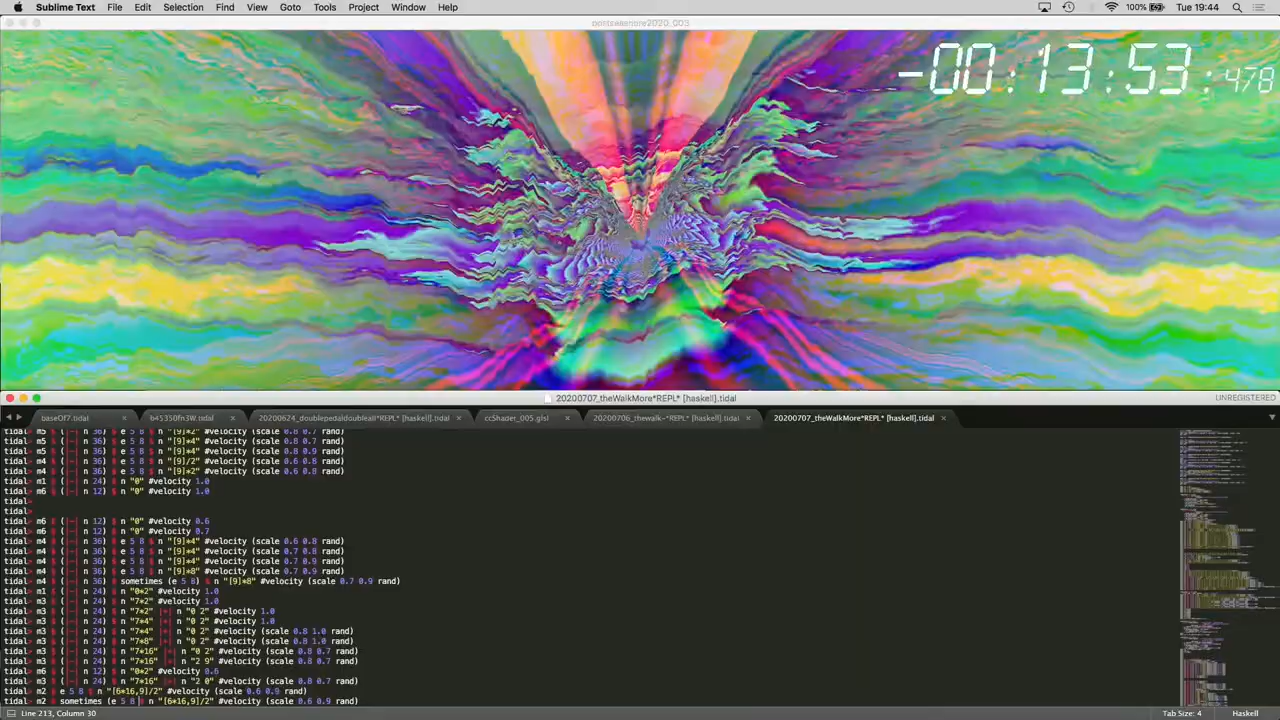 Sublime Text File Edit Selection Find View Goto Tools Project Window Help 100% Tue 19:44
-00:13:53:478
20200707_theWalkMore*REPL* [haskell].tidal UNREGISTERED
baseOf7.tidal b45350fn3W.tidal 20200624_doublepedaldoubleall*REPL* [haskell].tidal ccShader_005.glsl 20200706_thewalk-*REPL* [haskell].tidal 20200707_theWalkMore*REPL* [haskell].tidal
tidal> m5 $ (|-| n 36) $ e 5 8 $ n "[9]*2" #velocity (scale 0.8 0.7 rand)
tidal> m5 $ (|-| n 36) $ e 5 8 $ n "[9]*4" #velocity (scale 0.8 0.7 rand)
tidal> m5 $ (|-| n 36) $ e 5 8 $ n "[9]*4" #velocity (scale 0.8 0.9 rand)
tidal> m4 $ (|-| n 36) $ e 5 8 $ n "[9]/2" #velocity (scale 0.6 0.8 rand)
tidal> m4 $ (|-| n 36) $ e 5 8 $ n "[9]*2" #velocity (scale 0.6 0.8 rand)
tidal> m1 $ (|-| n 24) $ n "0" #velocity 1.0
tidal> m6 $ (|-| n 12) $ n "0" #velocity 1.0
tidal>
tidal>
tidal> m6 $ (|-| n 12) $ n "0" #velocity 0.6
tidal> m6 $ (|-| n 12) $ n "0" #velocity 0.7
tidal> m4 $ (|-| n 36) $ e 5 8 $ n "[9]*4" #velocity (scale 0.6 0.8 rand)
tidal> m4 $ (|-| n 36) $ e 5 8 $ n "[9]*4" #velocity (scale 0.7 0.8 rand)
tidal> m4 $ (|-| n 36) $ e 5 8 $ n "[9]*4" #velocity (scale 0.7 0.9 rand)
tidal> m4 $ (|-| n 36) $ e 5 8 $ n "[9]*8" #velocity (scale 0.7 0.9 rand)
tidal> m4 $ (|-| n 36) $ sometimes (e 5 8) $ n "[9]*8" #velocity (scale 0.7 0.9 rand)
tidal> m1 $ (|-| n 24) $ n "0*2" #velocity 1.0
tidal> m3 $ (|-| n 24) $ n "7*2" #velocity 1.0
tidal> m3 $ (|-| n 24) $ n "7*2" |+| n "0 2" #velocity 1.0
tidal> m3 $ (|-| n 24) $ n "7*4" |+| n "0 2" #velocity 1.0
tidal> m3 $ (|-| n 24) $ n "7*4" |+| n "0 2" #velocity (scale 0.8 1.0 rand)
tidal> m3 $ (|-| n 24) $ n "7*8" |+| n "0 2" #velocity (scale 0.8 1.0 rand)
tidal> m3 $ (|-| n 24) $ n "7*16" |+| n "0 2" #velocity (scale 0.8 0.7 rand)
tidal> m3 $ (|-| n 24) $ n "7*16" |+| n "2 9" #velocity (scale 0.8 0.7 rand)
tidal> m3 $ (|-| n 12) $ n "0*2" #velocity 0.6
tidal> m3 $ (|-| n 24) $ n "7*16" |+| n "2 0" #velocity (scale 0.8 0.7 rand)
tidal> m2 $ e 5 8 $ n "[6*16,9]/2" #velocity (scale 0.6 0.9 rand)
tidal> m2 $ sometimes (e 5 8 $ n "[6*16,9]/2" #velocity (scale 0.6 0.9 rand)
Line 213, Column 30 Tab Size: 4 Haskell